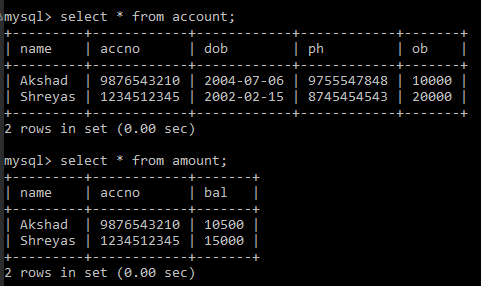 mysql> select * from account;
+---------+------------+------------+------------+-------+
| name    | accno      | dob        | ph         | ob    |
+---------+------------+------------+------------+-------+
| Akshad  | 9876543210 | 2004-07-06 | 9755547848 | 10000 |
| Shreyas | 1234512345 | 2002-02-15 | 8745454543 | 20000 |
+---------+------------+------------+------------+-------+
2 rows in set (0.00 sec)
mysql> select * from amount;
+---------+------------+-------+
| name    | accno      | bal   |
+---------+------------+-------+
| Akshad  | 9876543210 | 10500 |
| Shreyas | 1234512345 | 15000 |
+---------+------------+-------+
2 rows in set (0.00 sec)